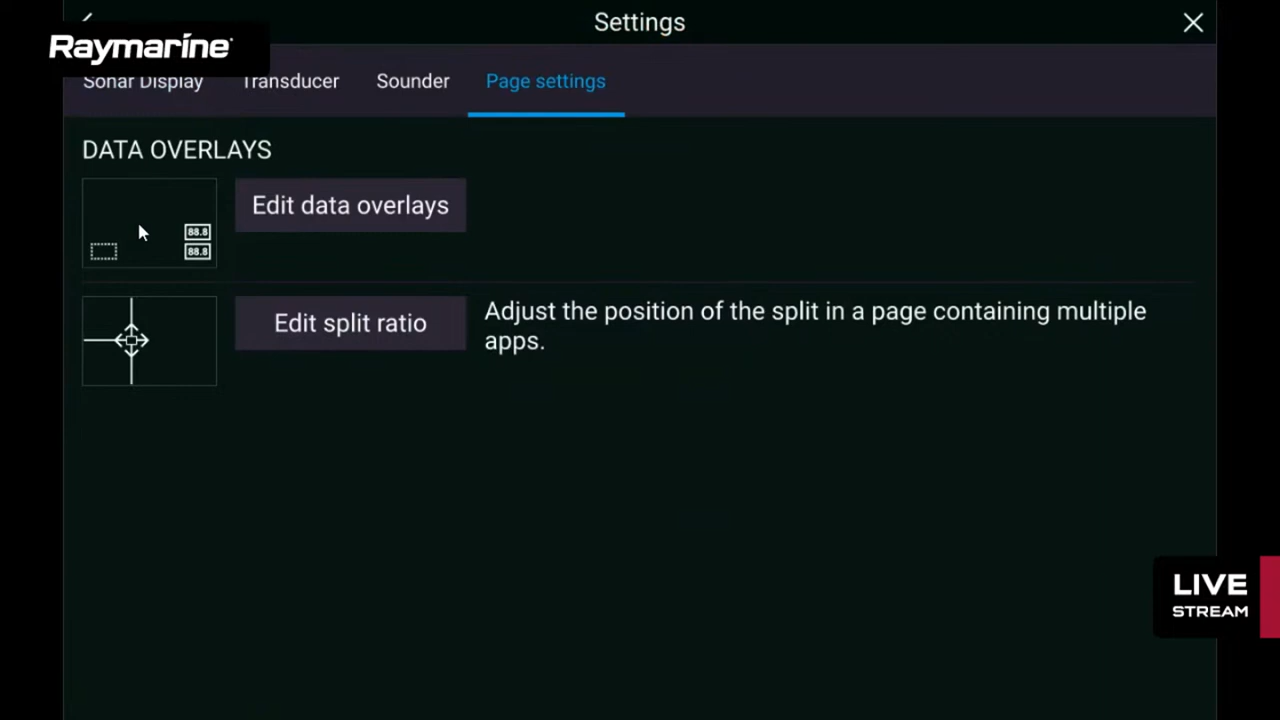 Settings
Raymarine
Sonar Display Transducer Sounder Page settings
DATA OVERLAYS
Edit data overlays
88.8
88.8
Edit split ratio
Adjust the position of the split in a page containing multiple
apps.
LIVE
STREAM